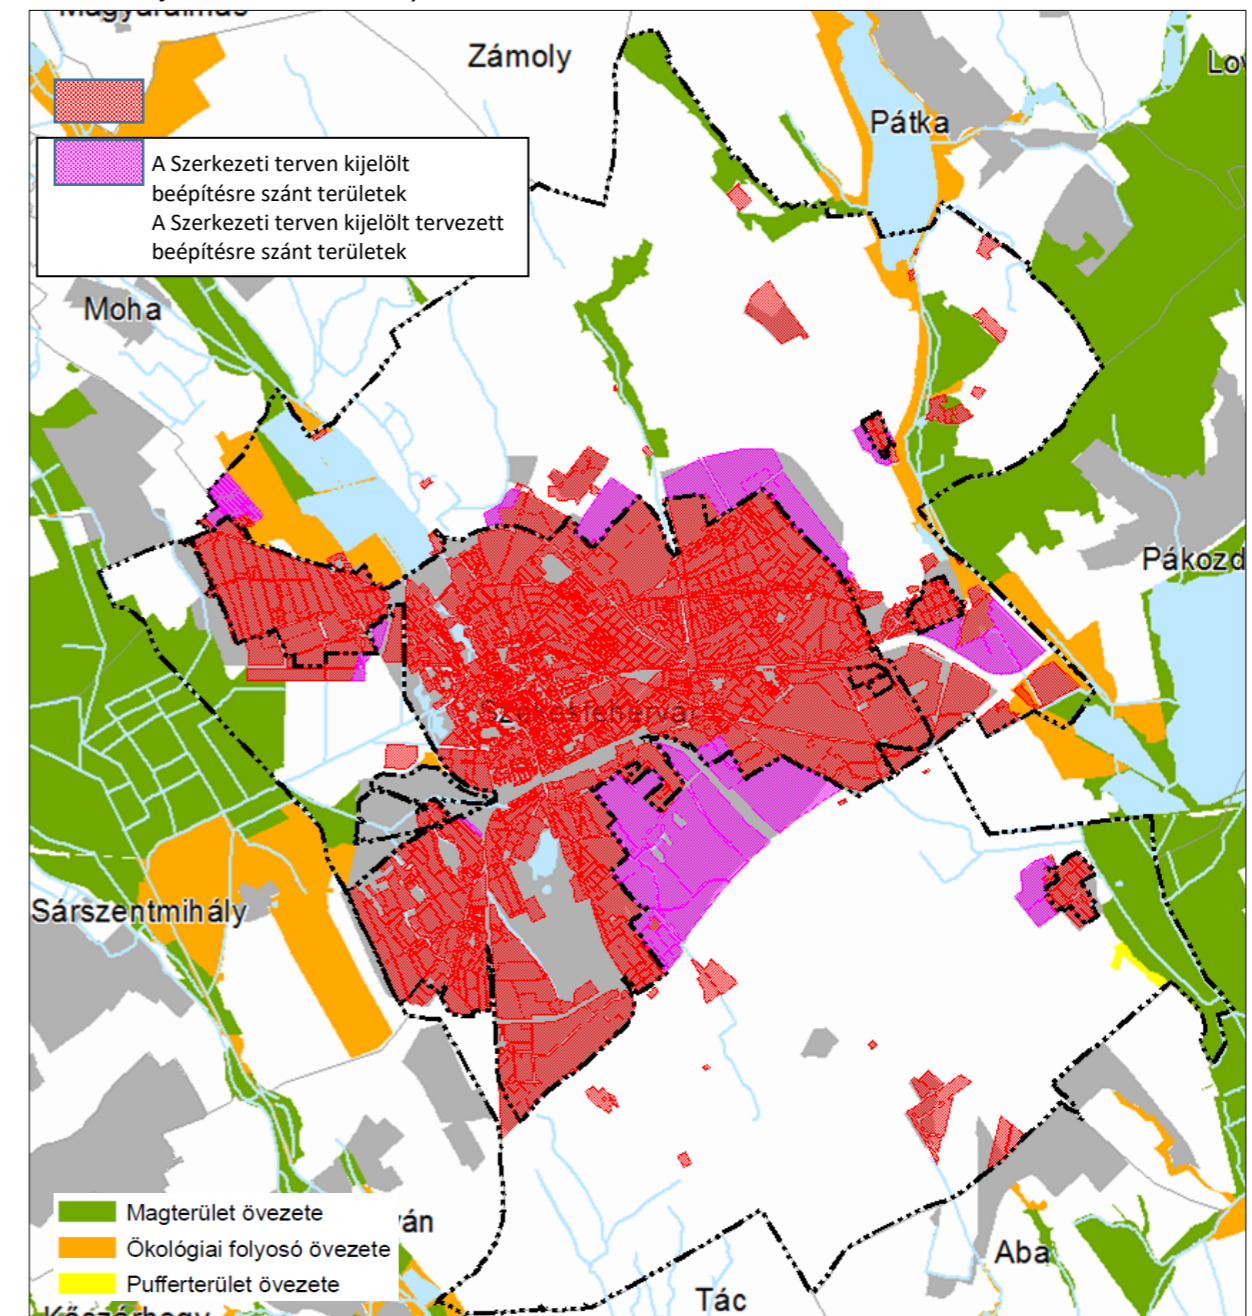 Zámoly
Pátka
A Szerkezeti terven kijelölt
beépítésre szánt területek
A Szerkezeti terven kijelölt tervezett
beépítésre szánt területek
Moha
Pákozd
Székesfehérvár
Sárszentmihály
Magterület övezete
Ökológiai folyosó övezete
Pufferterület övezete
ván
Aba
Tác